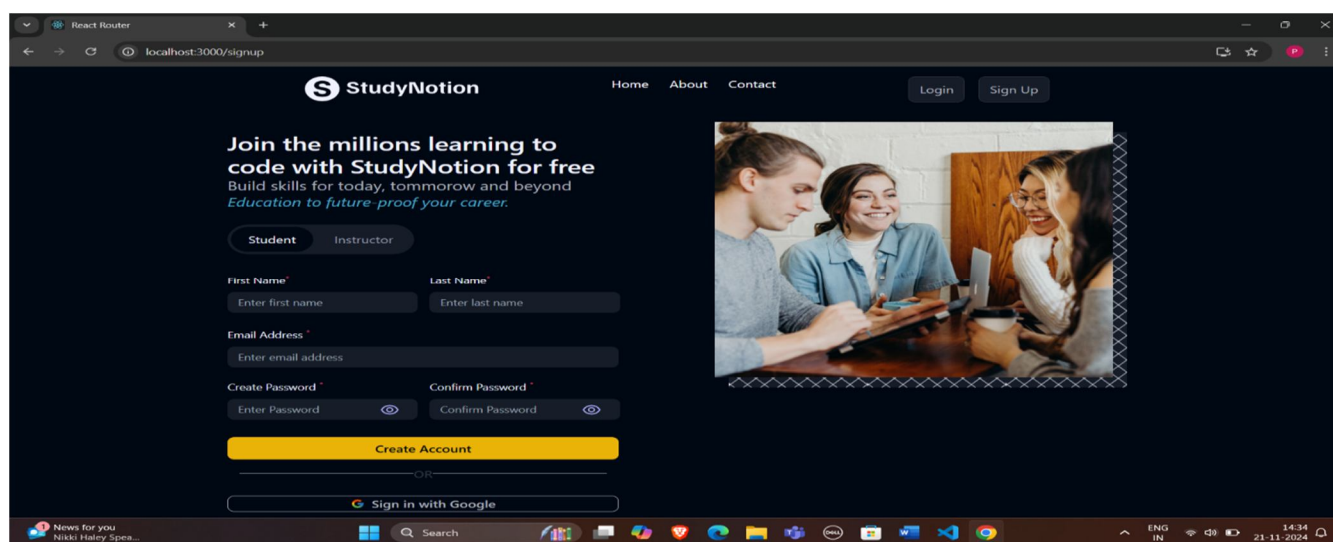 React Router
localhost:3000/signup
P
S StudyNotion Home About Contact Login Sign Up
Join the millions learning to
code with StudyNotion for free
Build skills for today, tommorow and beyond
Education to future-proof your career.
Student Instructor
First Name* Last Name*
Enter first name Enter last name
Email Address *
Enter email address
Create Password * Confirm Password *
Enter Password Confirm Password
Create Account
OR
G Sign in with Google
1 News for you Search ENG 14:34
Nikki Haley Spea... DELL W IN 21-11-2024